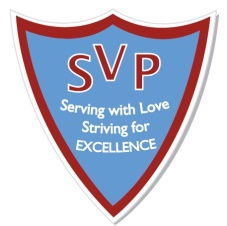 SVP
Serving with Love
Striving for
EXCELLENCE